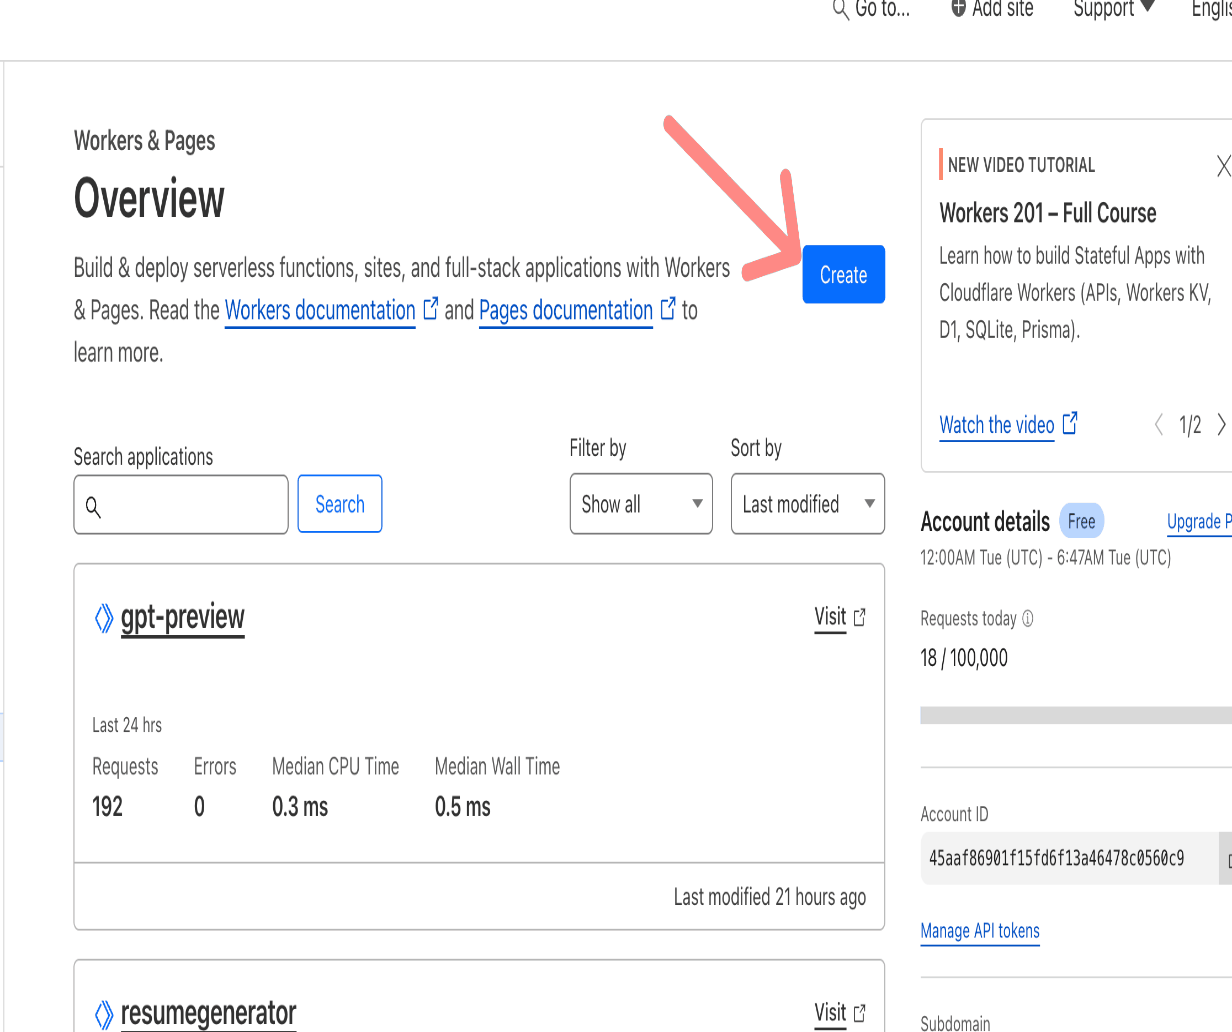 Go to...
Add site
Support
Workers & Pages
Overview
Build & deploy serverless functions, sites, and full-stack applications with Workers
& Pages. Read the Workers documentation and Pages documentation to
learn more.
Create
Search applications
Search
Filter by
Show all
Sort by
Last modified
gpt-preview
Visit
Last 24 hrs
Requests
Errors
Median CPU Time
Median Wall Time
192
0
0.3 ms
0.5 ms
Last modified 21 hours ago
resumegenerator
Visit
NEW VIDEO TUTORIAL
Workers 201 – Full Course
Learn how to build Stateful Apps with
Cloudflare Workers (APIs, Workers KV,
D1, SQLite, Prisma).
Watch the video
1/2
Account details
Free
Upgrade
12:00AM Tue (UTC) - 6:47AM Tue (UTC)
Requests today
18 / 100,000
Account ID
45aaf86901f15fd6f13a46478c0560c9
Manage API tokens
Subdomain